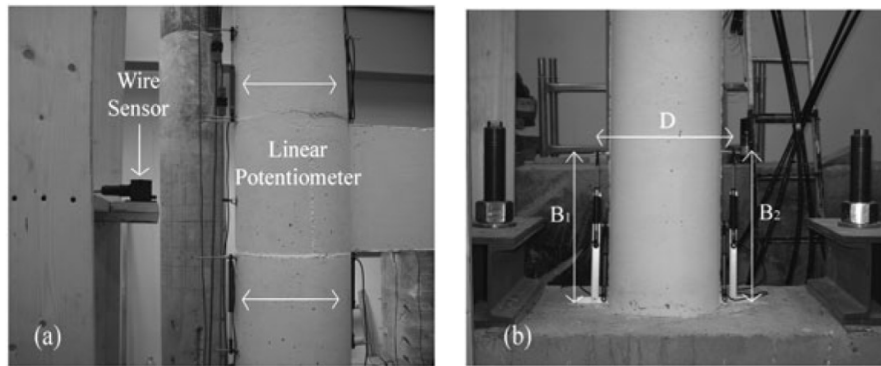 Wire
Sensor
Linear
Potentiometer
(a)
D
B1
B2
(b)